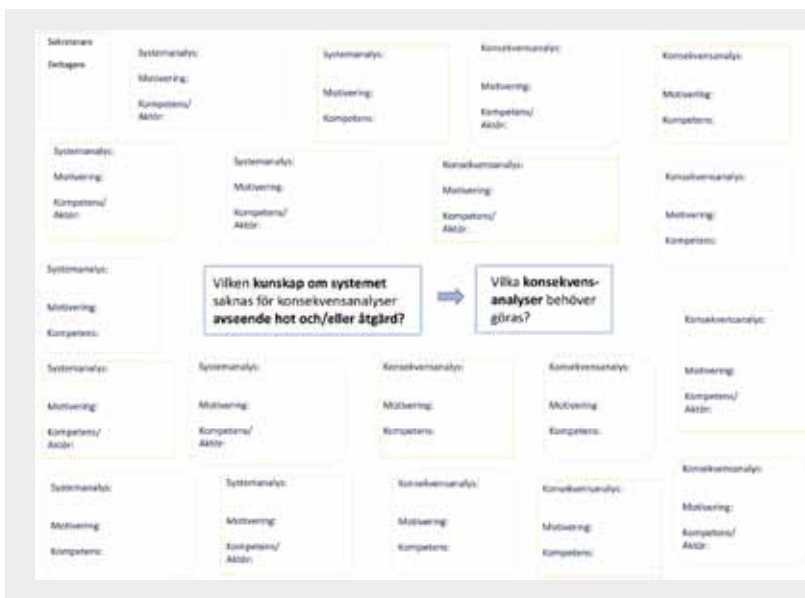 Sekreterare
Deltagare
Systemanalys:
Motivering:
Kompetens/
Aktör:
Systemanalys:
Motivering:
Kompetens:
Konsekvensanalys:
Motivering:
Kompetens/
Aktör:
Konsekvensanalys:
Motivering:
Kompetens:
Systemanalys:
Motivering:
Kompetens/
Aktör:
Systemanalys:
Motivering:
Kompetens/
Aktör:
Konsekvensanalys:
Motivering:
Kompetens/
Aktör:
Konsekvensanalys:
Motivering:
Kompetens:
Systemanalys:
Motivering:
Kompetens:
Vilken kunskap om systemet
saknas för konsekvensanalyser
avseende hot och/eller åtgärd?
Vilka konsekvens-
analyser behöver
göras?
Konsekvensanalys:
Motivering:
Kompetens/
Aktör:
Systemanalys:
Motivering:
Kompetens/
Aktör:
Systemanalys:
Motivering:
Kompetens/
Aktör:
Konsekvensanalys:
Motivering:
Kompetens:
Konsekvensanalys:
Motivering:
Kompetens:
Systemanalys:
Motivering:
Kompetens:
Systemanalys:
Motivering:
Kompetens/
Aktör:
Konsekvensanalys:
Motivering:
Kompetens:
Konsekvensanalys:
Motivering:
Kompetens:
Konsekvensanalys:
Motivering:
Kompetens/
Aktör: